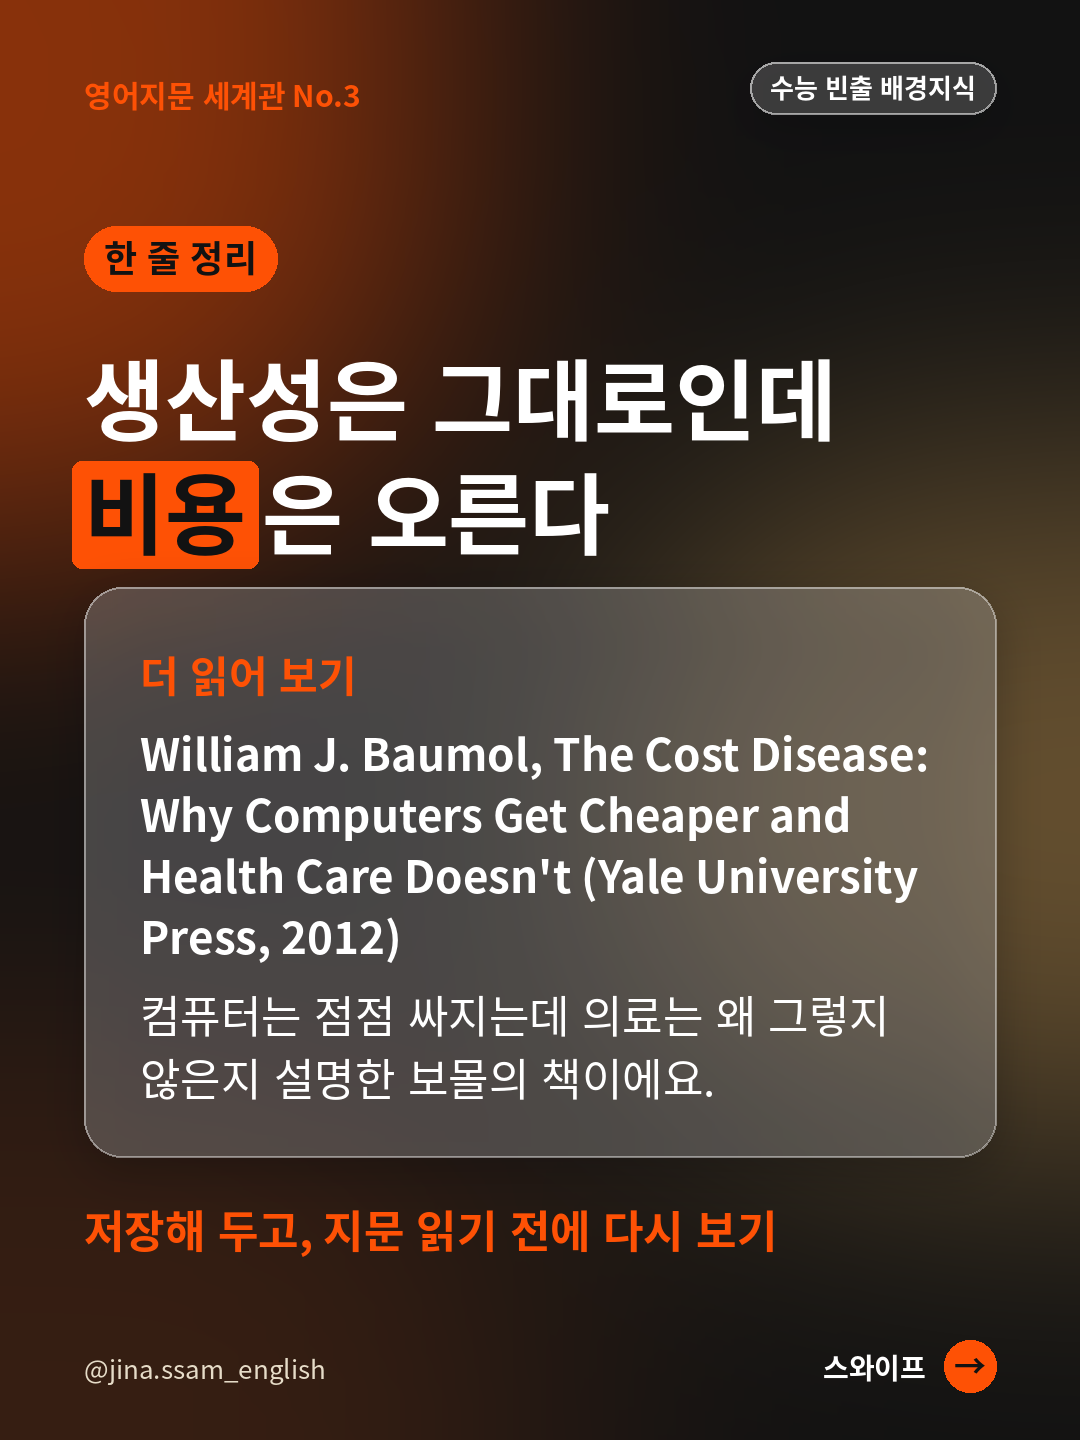 영어지문 세계관 No.3
수능 빈출 배경지식
한 줄 정리
생산성은 그대로인데
비용은 오른다
더 읽어 보기
William J. Baumol, The Cost Disease:
Why Computers Get Cheaper and
Health Care Doesn't (Yale University
Press, 2012)
컴퓨터는 점점 싸지는데 의료는 왜 그렇지
않은지 설명한 보몰의 책이에요.
저장해 두고, 지문 읽기 전에 다시 보기
@jina.ssam_english
스와이프 →